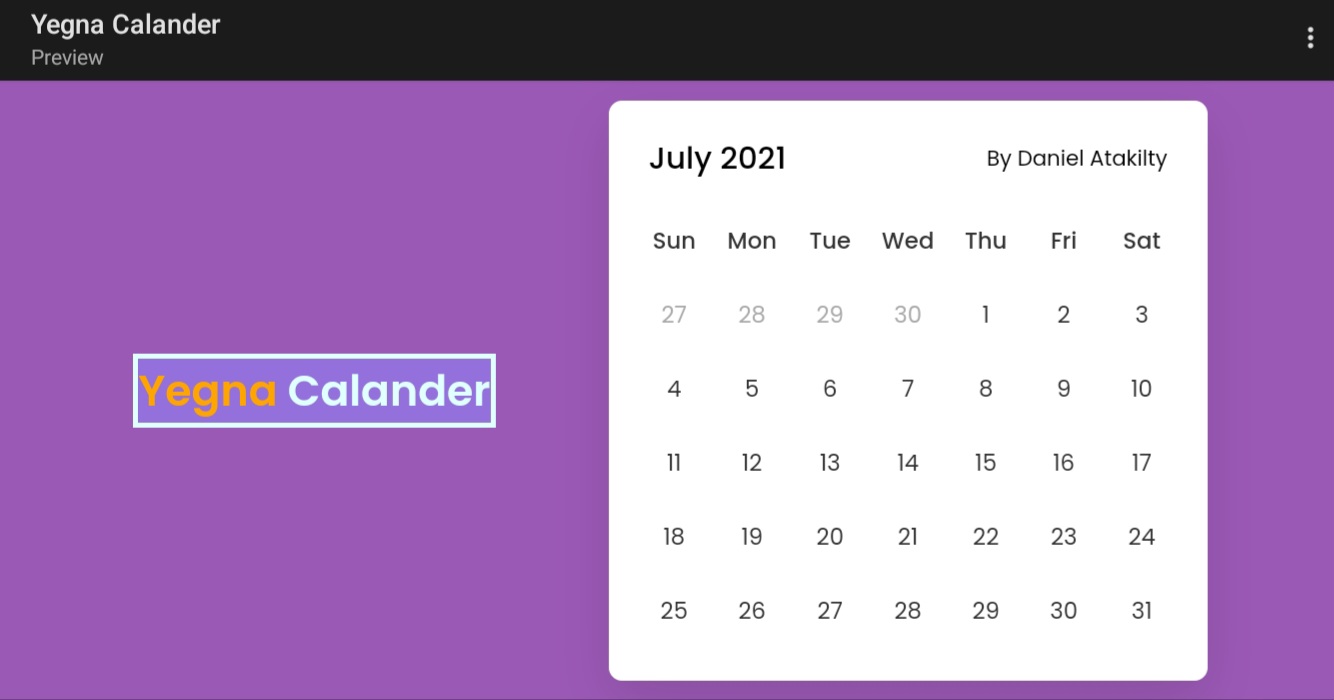 Yegna Calander
Preview
Yegna Calander
July 2021 By Daniel Atakilty
Sun Mon Tue Wed Thu Fri Sat
27 28 29 30 1 2 3
4 5 6 7 8 9 10
11 12 13 14 15 16 17
18 19 20 21 22 23 24
25 26 27 28 29 30 31